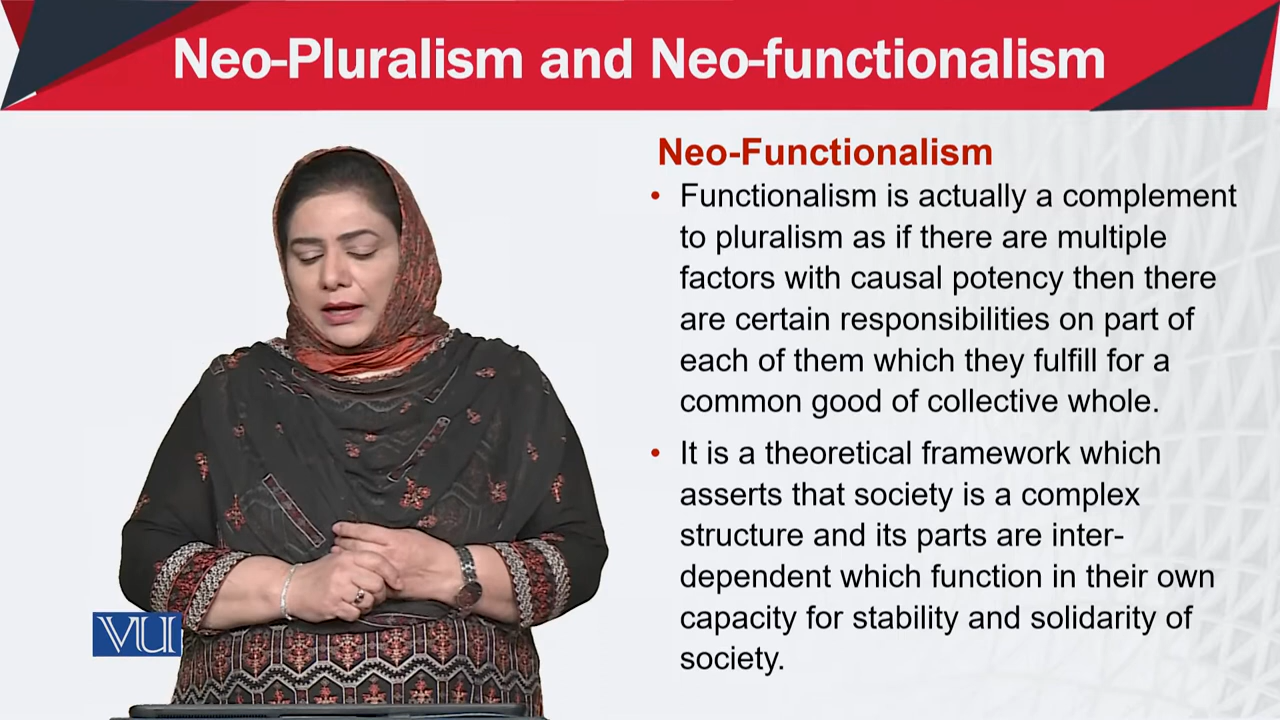 Neo-Pluralism and Neo-functionalism
Neo-Functionalism
• Functionalism is actually a complement
to pluralism as if there are multiple
factors with causal potency then there
are certain responsibilities on part of
each of them which they fulfill for a
common good of collective whole.
• It is a theoretical framework which
asserts that society is a complex
structure and its parts are inter-
dependent which function in their own
capacity for stability and solidarity of
society.
VU